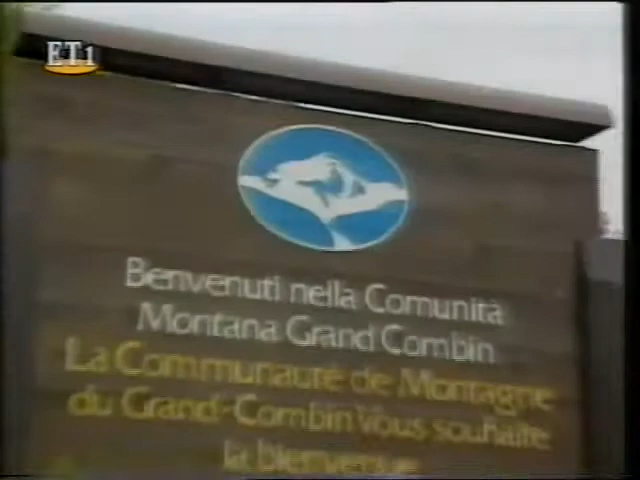 ET1
Benvenuti nella Comunità
Montana Grand Combin
La Communauté de Montagne
du Grand-Combin Vous souhaite
la bienvenue